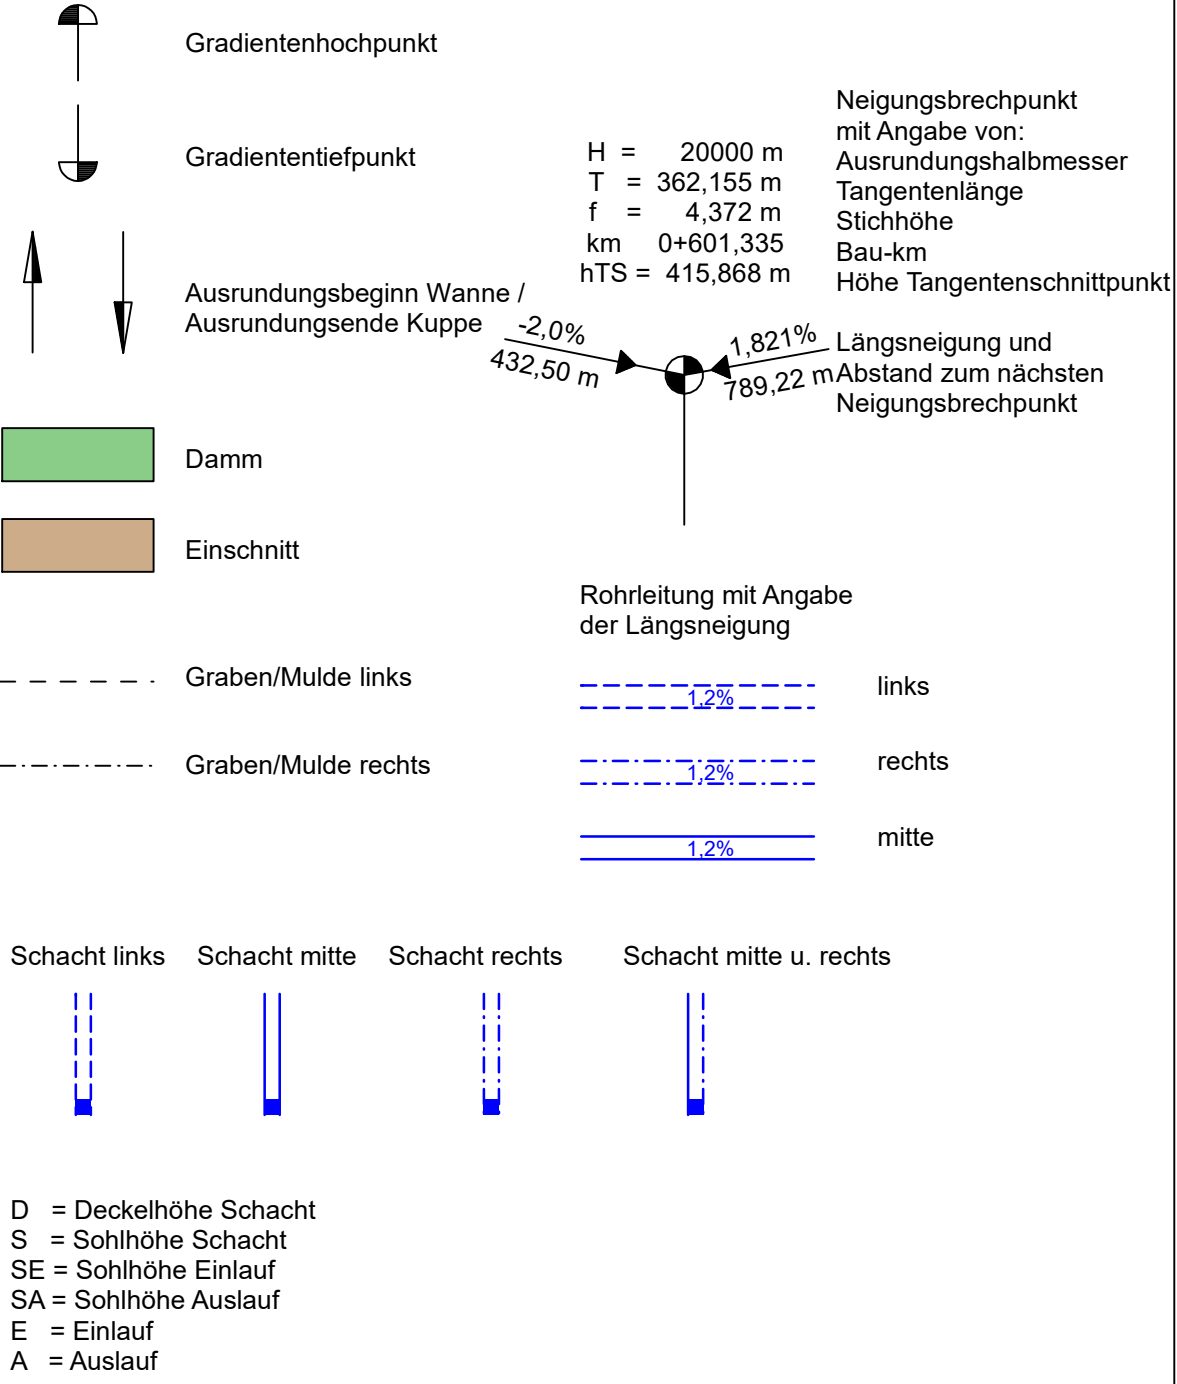 Gradientenhochpunkt
Gradiententiefpunkt
Ausrundungsbeginn Wanne /
Ausrundungsende Kuppe
Damm
Einschnitt
Graben/Mulde links
Graben/Mulde rechts
H = 20000 m
T = 362,155 m
f = 4,372 m
km 0+601,335
hTS = 415,868 m
Neigungsbrechpunkt
mit Angabe von:
Ausrundungshalbmesser
Tangentenlänge
Stichhöhe
Bau-km
Höhe Tangentenschnittpunkt
-2,0%
432,50 m
1,821%
789,22 m
Längsneigung und
Abstand zum nächsten
Neigungsbrechpunkt
Rohrleitung mit Angabe
der Längsneigung
1,2% links
1,2% rechts
1,2% mitte
Schacht links Schacht mitte Schacht rechts Schacht mitte u. rechts
D = Deckelhöhe Schacht
S = Sohlhöhe Schacht
SE = Sohlhöhe Einlauf
SA = Sohlhöhe Auslauf
E = Einlauf
A = Auslauf